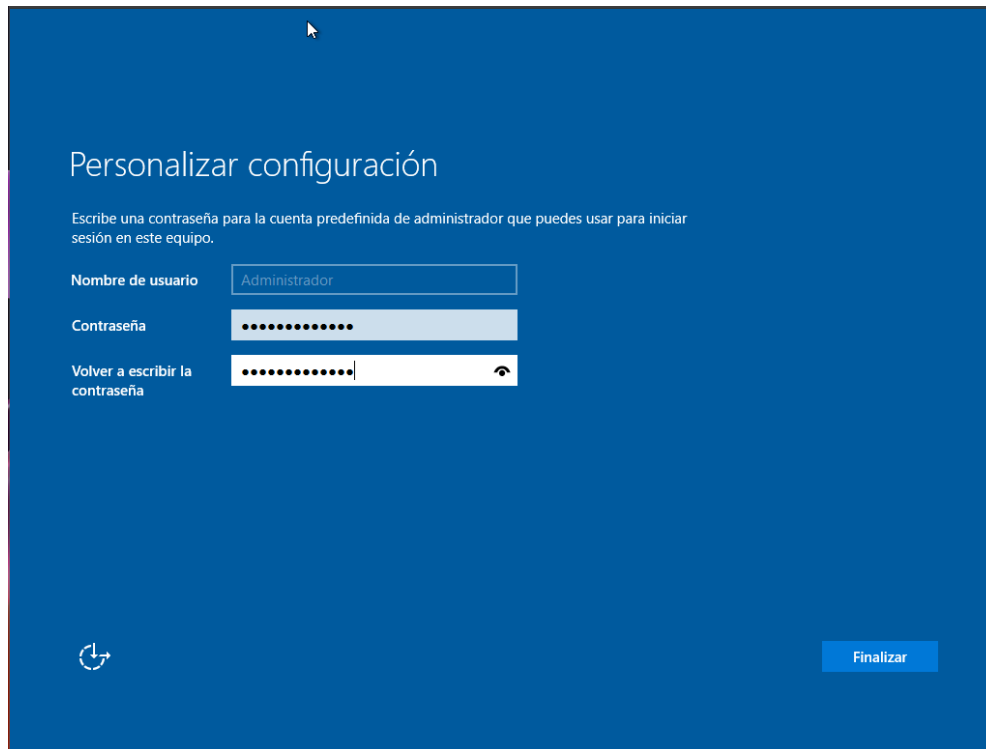 Personalizar configuración
Escribe una contraseña para la cuenta predefinida de administrador que puedes usar para iniciar
sesión en este equipo.
Nombre de usuario
Administrador
Contraseña
•••••••••••••
Volver a escribir la
contraseña
•••••••••••••
Finalizar